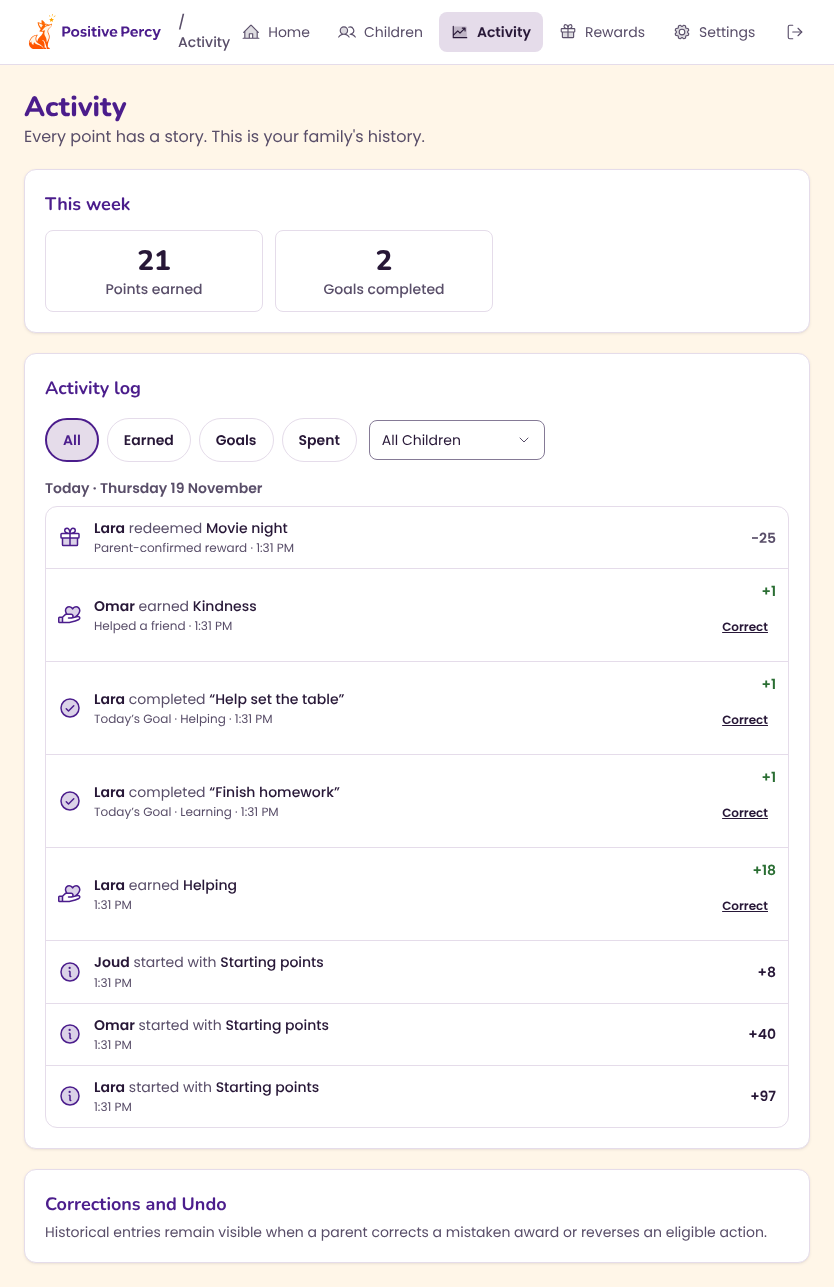 Positive Percy / Activity Home Children Activity Rewards Settings
Activity
Every point has a story. This is your family's history.
This week
21 2
Points earned Goals completed
Activity log
All Earned Goals Spent All Children
Today · Thursday 19 November
Lara redeemed Movie night -25
Parent-confirmed reward · 1:31 PM
+1
Omar earned Kindness
Helped a friend · 1:31 PM Correct
+1
Lara completed “Help set the table”
Today’s Goal · Helping · 1:31 PM Correct
+1
Lara completed “Finish homework”
Today’s Goal · Learning · 1:31 PM Correct
+18
Lara earned Helping
1:31 PM Correct
Joud started with Starting points +8
1:31 PM
Omar started with Starting points +40
1:31 PM
Lara started with Starting points +97
1:31 PM
Corrections and Undo
Historical entries remain visible when a parent corrects a mistaken award or reverses an eligible action.